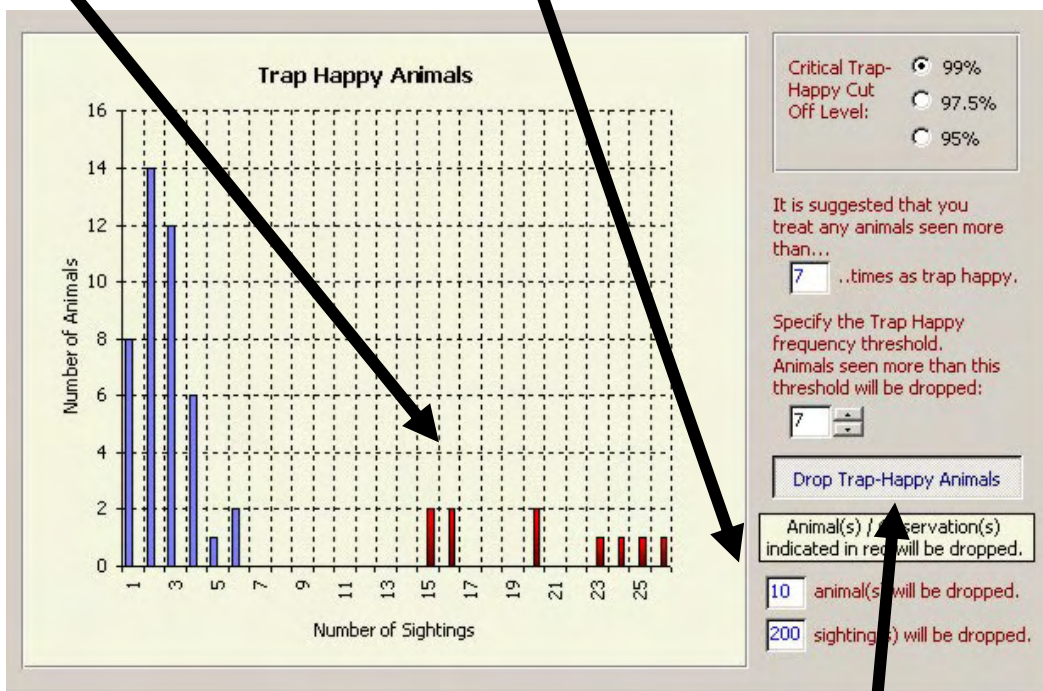 Trap Happy Animals
16
14
12
10
8
6
4
2
0
Number of Animals
1 3 5 7 9 11 13 15 17 19 21 23 25
Number of Sightings
Critical Trap-
Happy Cut
Off Level:
99%
97.5%
95%
It is suggested that you
treat any animals seen more
than...
7 ..times as trap happy.
Specify the Trap Happy
frequency threshold.
Animals seen more than this
threshold will be dropped:
7
Drop Trap-Happy Animals
Animal(s) /
indicated in red will be dropped.
10 animal(s) will be dropped.
200 sighting(s) will be dropped.